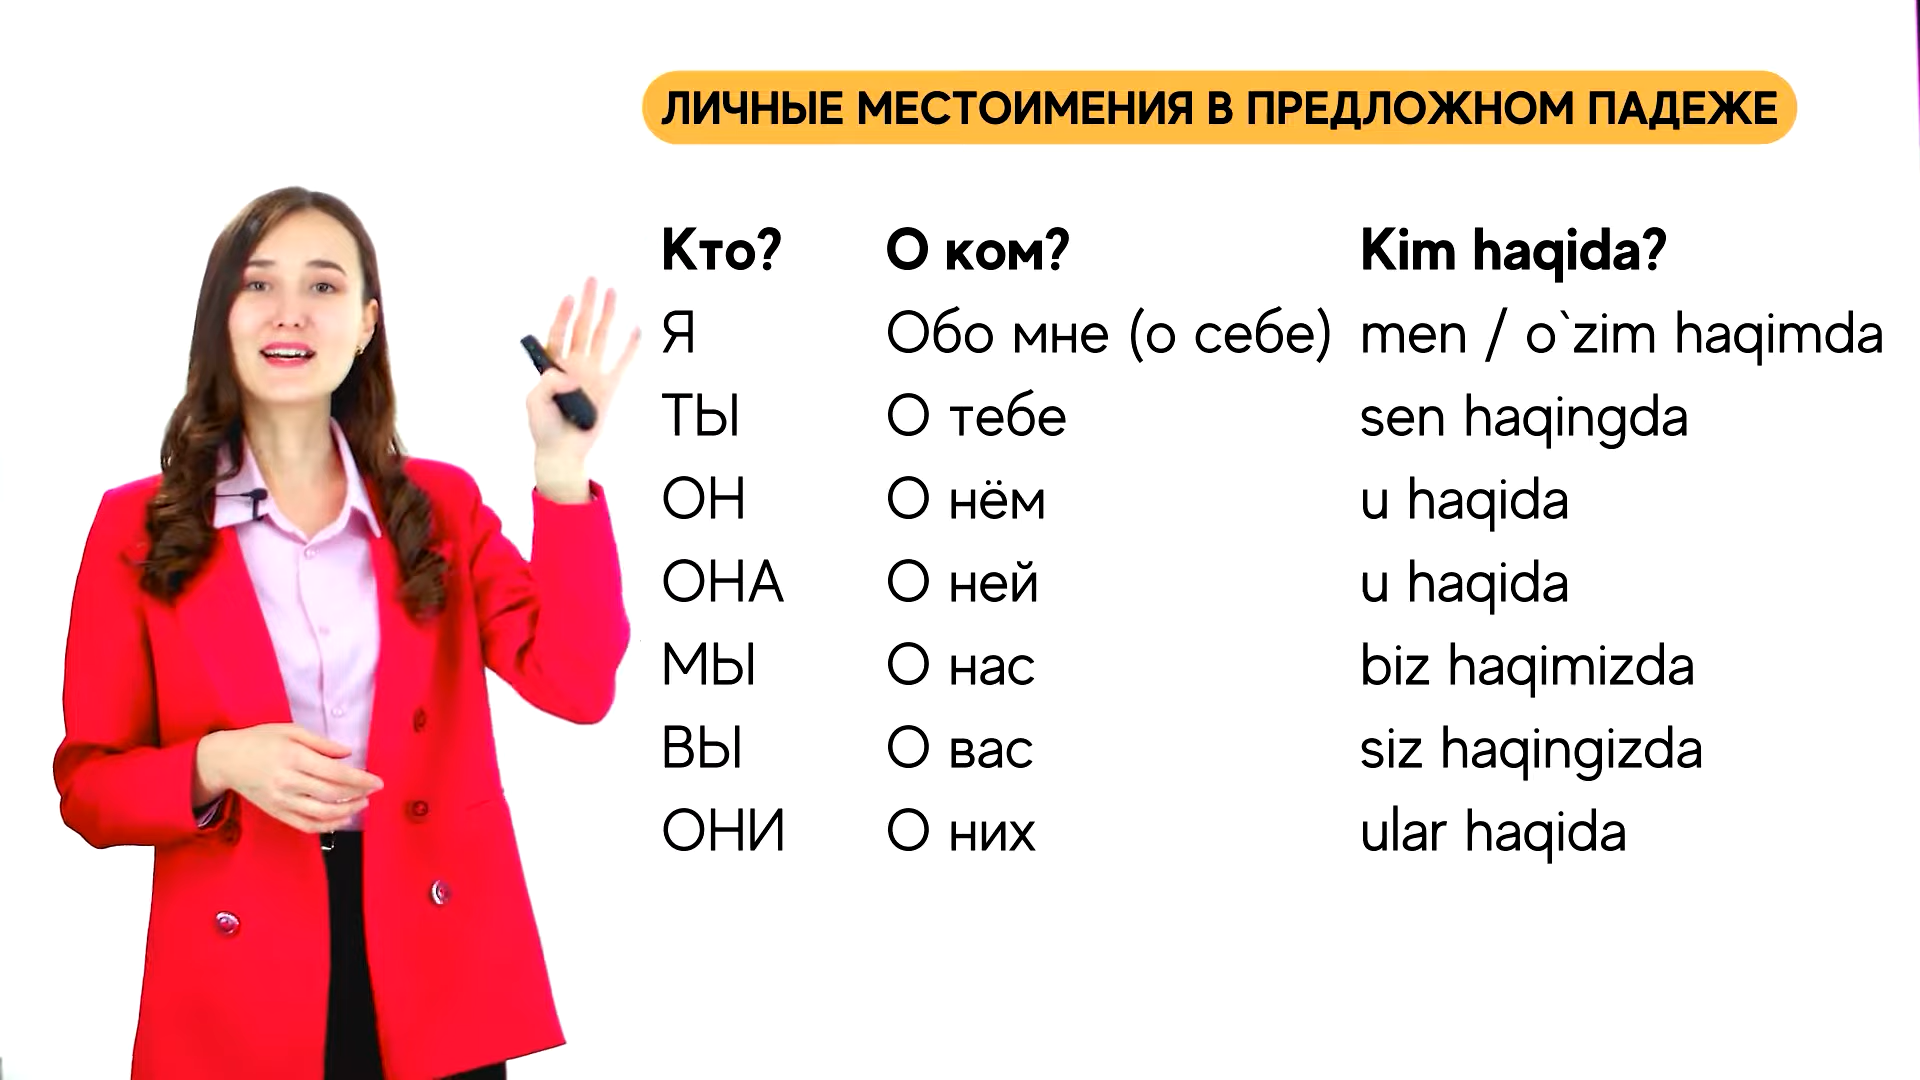 ЛИЧНЫЕ МЕСТОИМЕНИЯ В ПРЕДЛОЖНОМ ПАДЕЖЕ
Кто? О ком? Kim haqida?
Я Обо мне (о себе) men / o`zim haqimda
ТЫ О тебе sen haqingda
ОН О нём u haqida
ОНА О ней u haqida
МЫ О нас biz haqimizda
ВЫ О вас siz haqingizda
ОНИ О них ular haqida